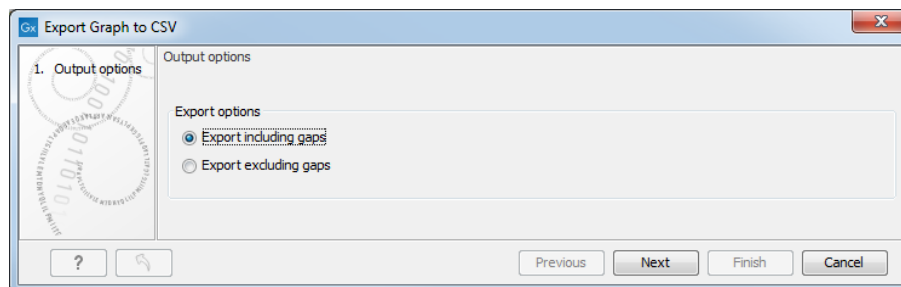 Gx Export Graph to CSV
1. Output options
Output options
Export options
Export including gaps
Export excluding gaps
?
Previous
Next
Finish
Cancel